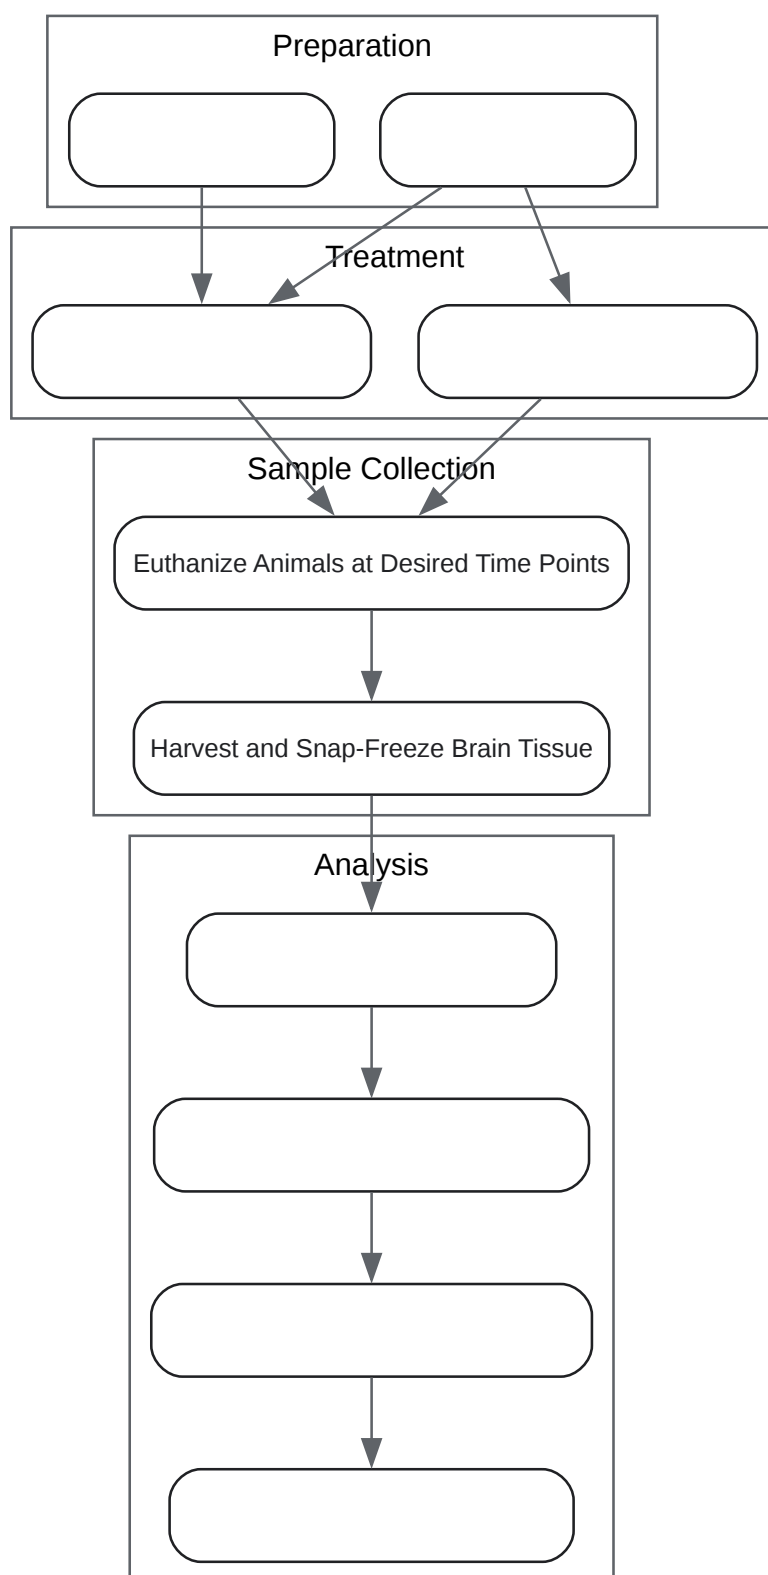 Preparation
Treatment
Sample Collection
Euthanize Animals at Desired Time Points
Harvest and Snap-Freeze Brain Tissue
Analysis